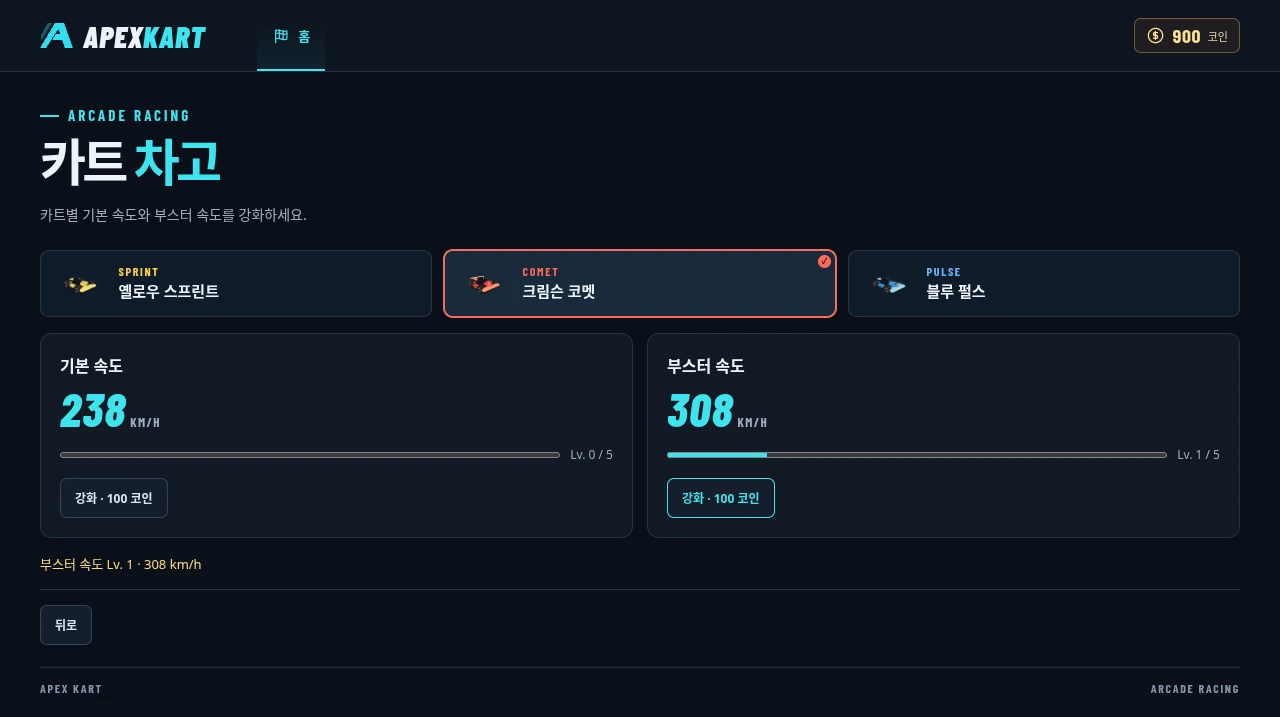 APEXKART
홈
900 코인
ARCADE RACING
카트 차고
카트별 기본 속도와 부스터 속도를 강화하세요.
SPRINT
옐로우 스프린트
COMET
크림슨 코멧
PULSE
블루 펄스
기본 속도
238 KM/H
Lv. 0 / 5
강화 · 100 코인
부스터 속도
308 KM/H
Lv. 1 / 5
강화 · 100 코인
부스터 속도 Lv. 1 · 308 km/h
뒤로
APEX KART
ARCADE RACING